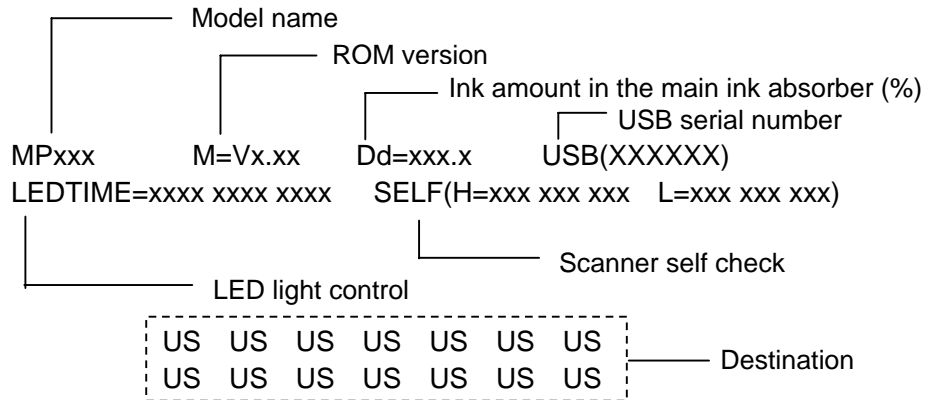 Model name
ROM version
Ink amount in the main ink absorber (%)
USB serial number
MPxxx M=Vx.xx Dd=xxx.x USB(XXXXXX)
LEDTIME=xxxx xxxx xxxx SELF(H=xxx xxx xxx L=xxx xxx xxx)
Scanner self check
LED light control
US US US US US US US
Destination
US US US US US US US